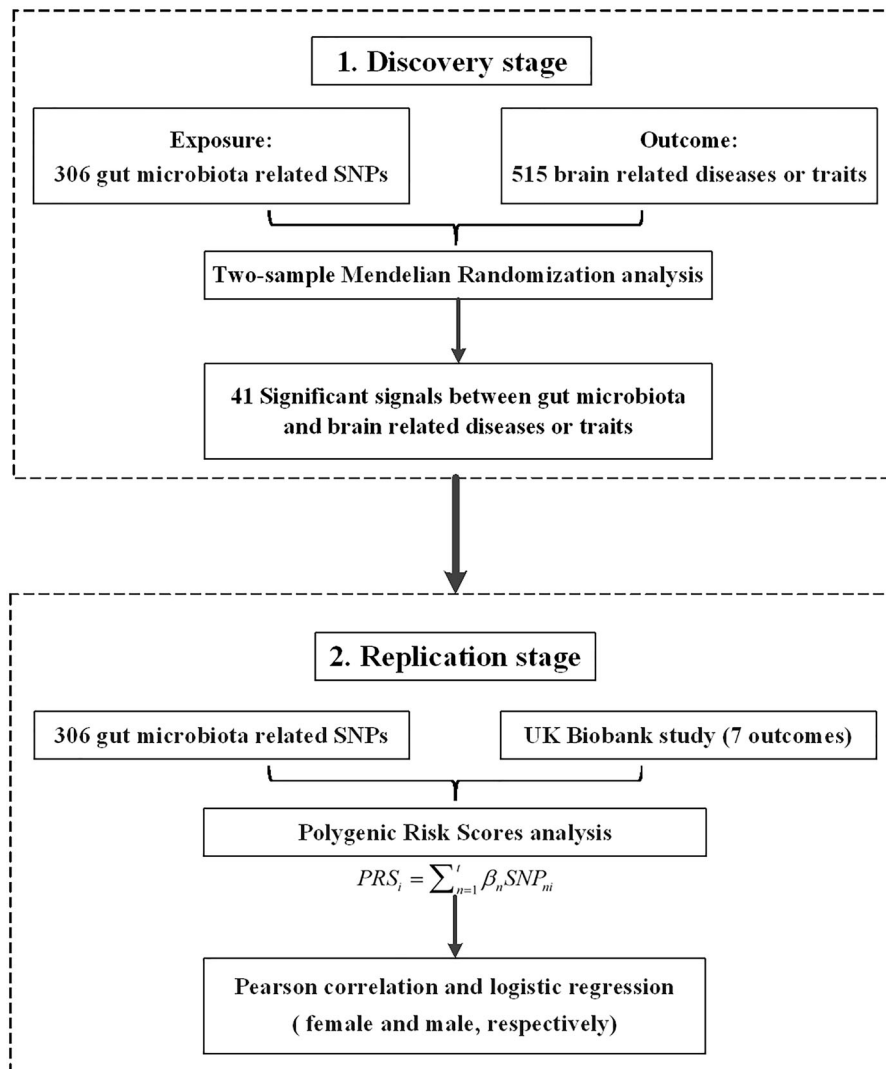 1. Discovery stage
Exposure:
306 gut microbiota related SNPs
Outcome:
515 brain related diseases or traits
Two-sample Mendelian Randomization analysis
41 Significant signals between gut microbiota
and brain related diseases or traits
2. Replication stage
306 gut microbiota related SNPs
UK Biobank study (7 outcomes)
Polygenic Risk Scores analysis
PRS_i = ∑_{n=1}^{t} β_n SNP_{ni}
Pearson correlation and logistic regression
( female and male, respectively)